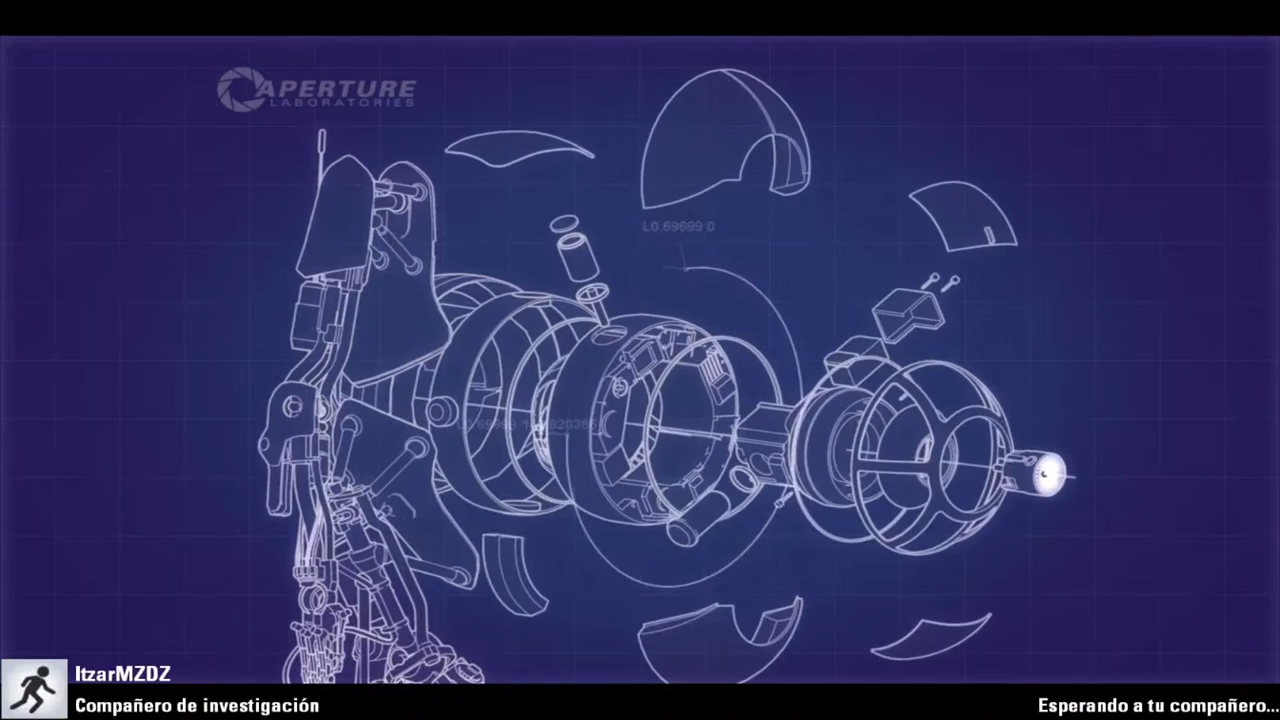 APERTURE
LABORATORIES
L0,69699 0
ItzarMZDZ
Compañero de investigación
Esperando a tu compañero...